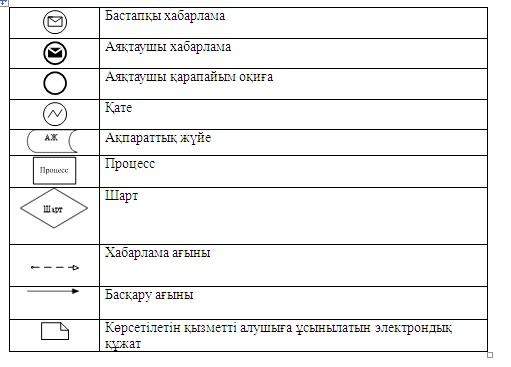 Бастапқы хабарлама
Аяқтаушы хабарлама
Аяқтаушы қарапайым оқиға
Қате
АЖ
Ақпараттық жүйе
Процесс
Процесс
Шарт
Шарт
Хабарлама ағыны
Басқару ағыны
Көрсетілетін қызметті алушыға ұсынылатын электрондық
құжат